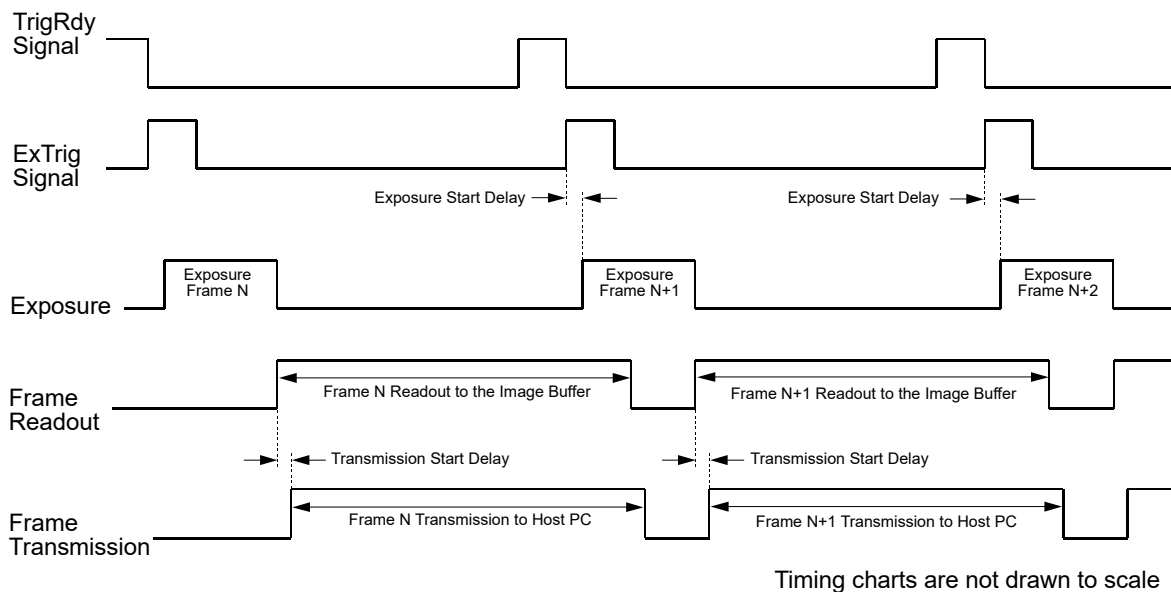 TrigRdy
Signal
ExTrig
Signal
Exposure Start Delay
Exposure Start Delay
Exposure
Exposure
Frame N
Exposure
Frame N+1
Exposure
Frame N+2
Frame
Readout
Frame N Readout to the Image Buffer
Frame N+1 Readout to the Image Buffer
Transmission Start Delay
Transmission Start Delay
Frame
Transmission
Frame N Transmission to Host PC
Frame N+1 Transmission to Host PC
Timing charts are not drawn to scale